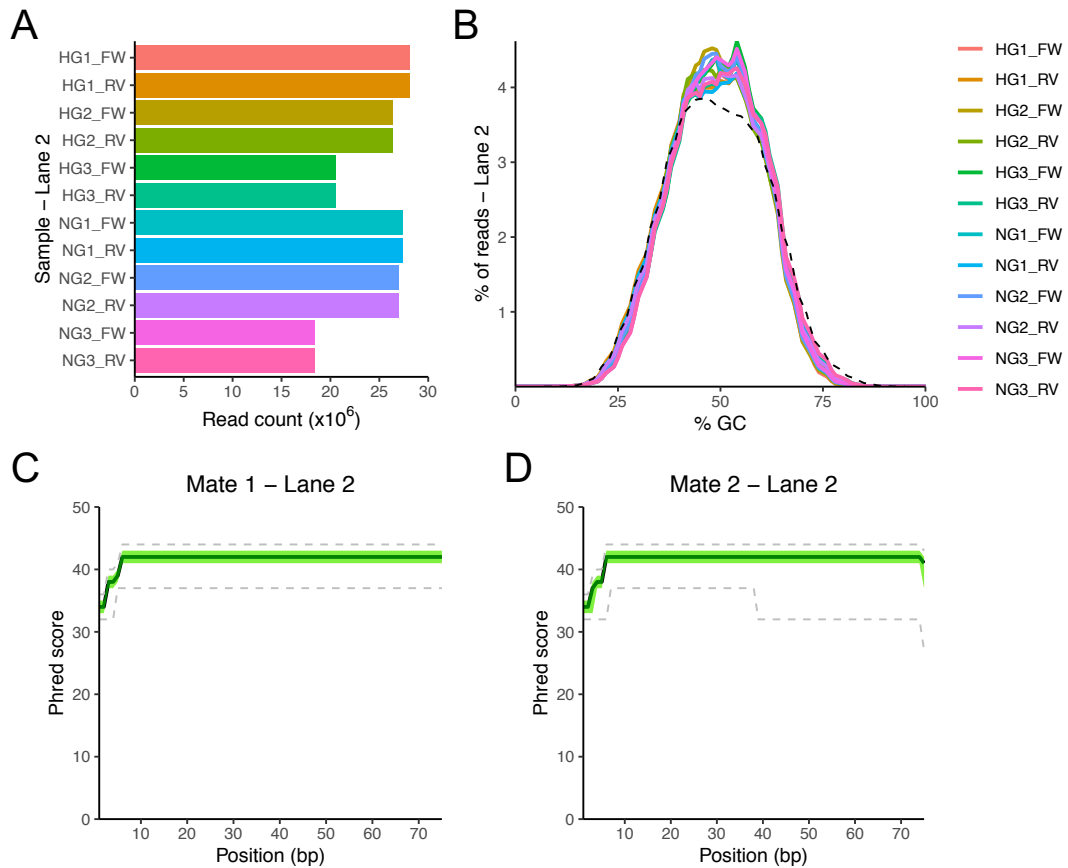 A
Sample – Lane 2
HG1_FW
HG1_RV
HG2_FW
HG2_RV
HG3_FW
HG3_RV
NG1_FW
NG1_RV
NG2_FW
NG2_RV
NG3_FW
NG3_RV
0 5 10 15 20 25 30
Read count (x10⁶)
B
% of reads – Lane 2
4
3
2
1
0 25 50 75 100
% GC
HG1_FW
HG1_RV
HG2_FW
HG2_RV
HG3_FW
HG3_RV
NG1_FW
NG1_RV
NG2_FW
NG2_RV
NG3_FW
NG3_RV
C
Mate 1 – Lane 2
Phred score
50
40
30
20
10
0
10 20 30 40 50 60 70
Position (bp)
D
Mate 2 – Lane 2
Phred score
50
40
30
20
10
0
10 20 30 40 50 60 70
Position (bp)